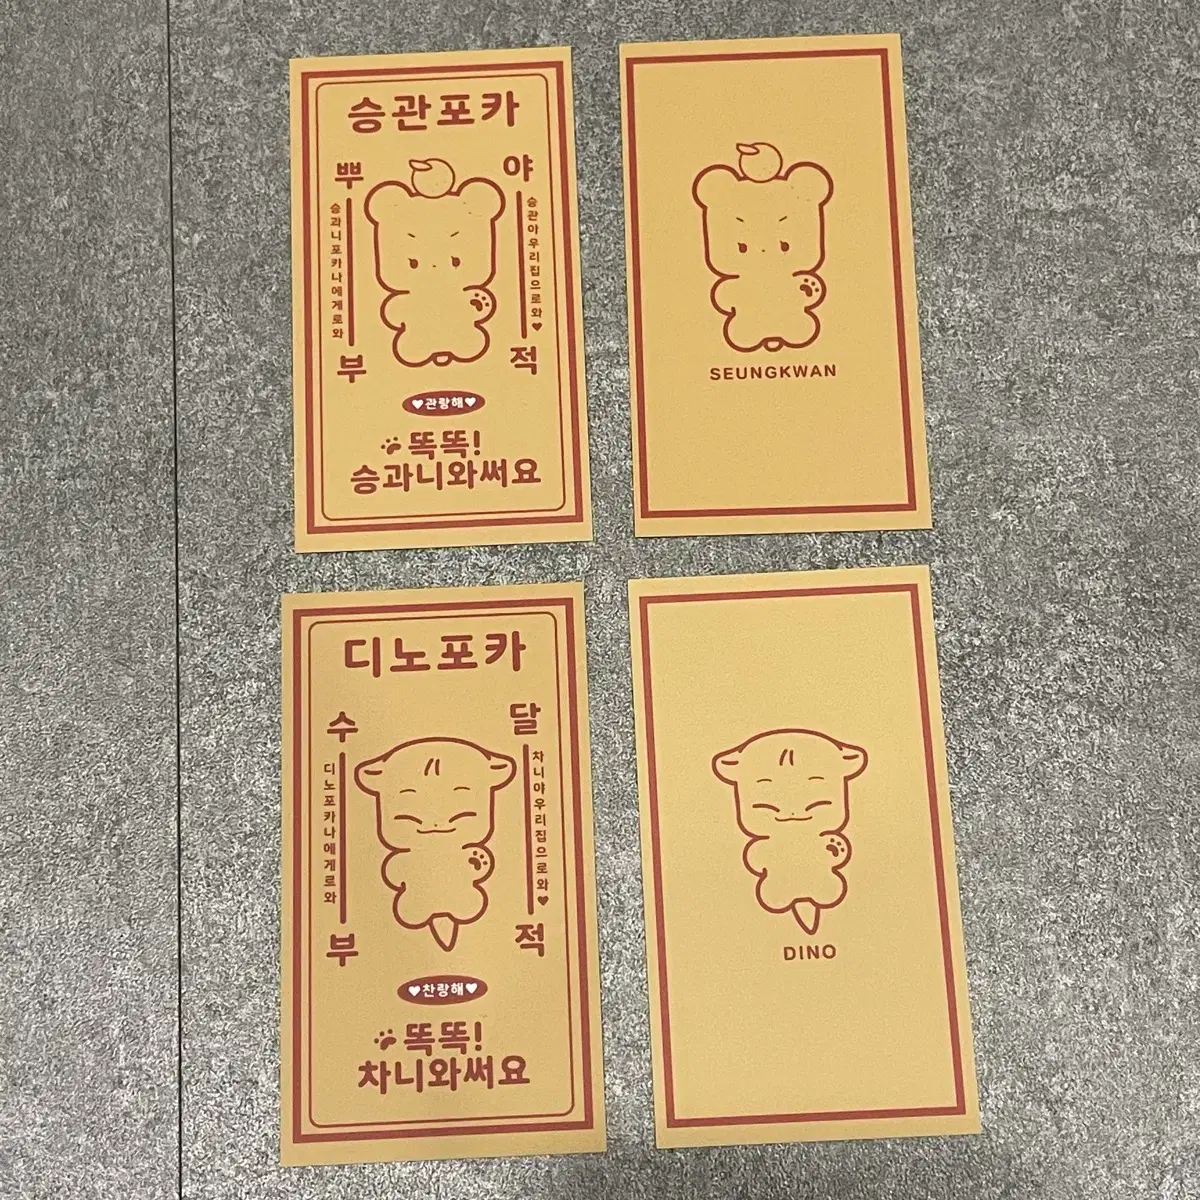 승관포카
뿌 야
승과니포카나에게로와
승관아우리집으로와♥
부 적
♥관랑해♥
똑똑!
승과니와써요
SEUNGKWAN
디노포카
수 달
디노포카나에게르와
차니야우리집으로와♥
부 적
♥찬랑해♥
똑똑!
차니와써요
DINO